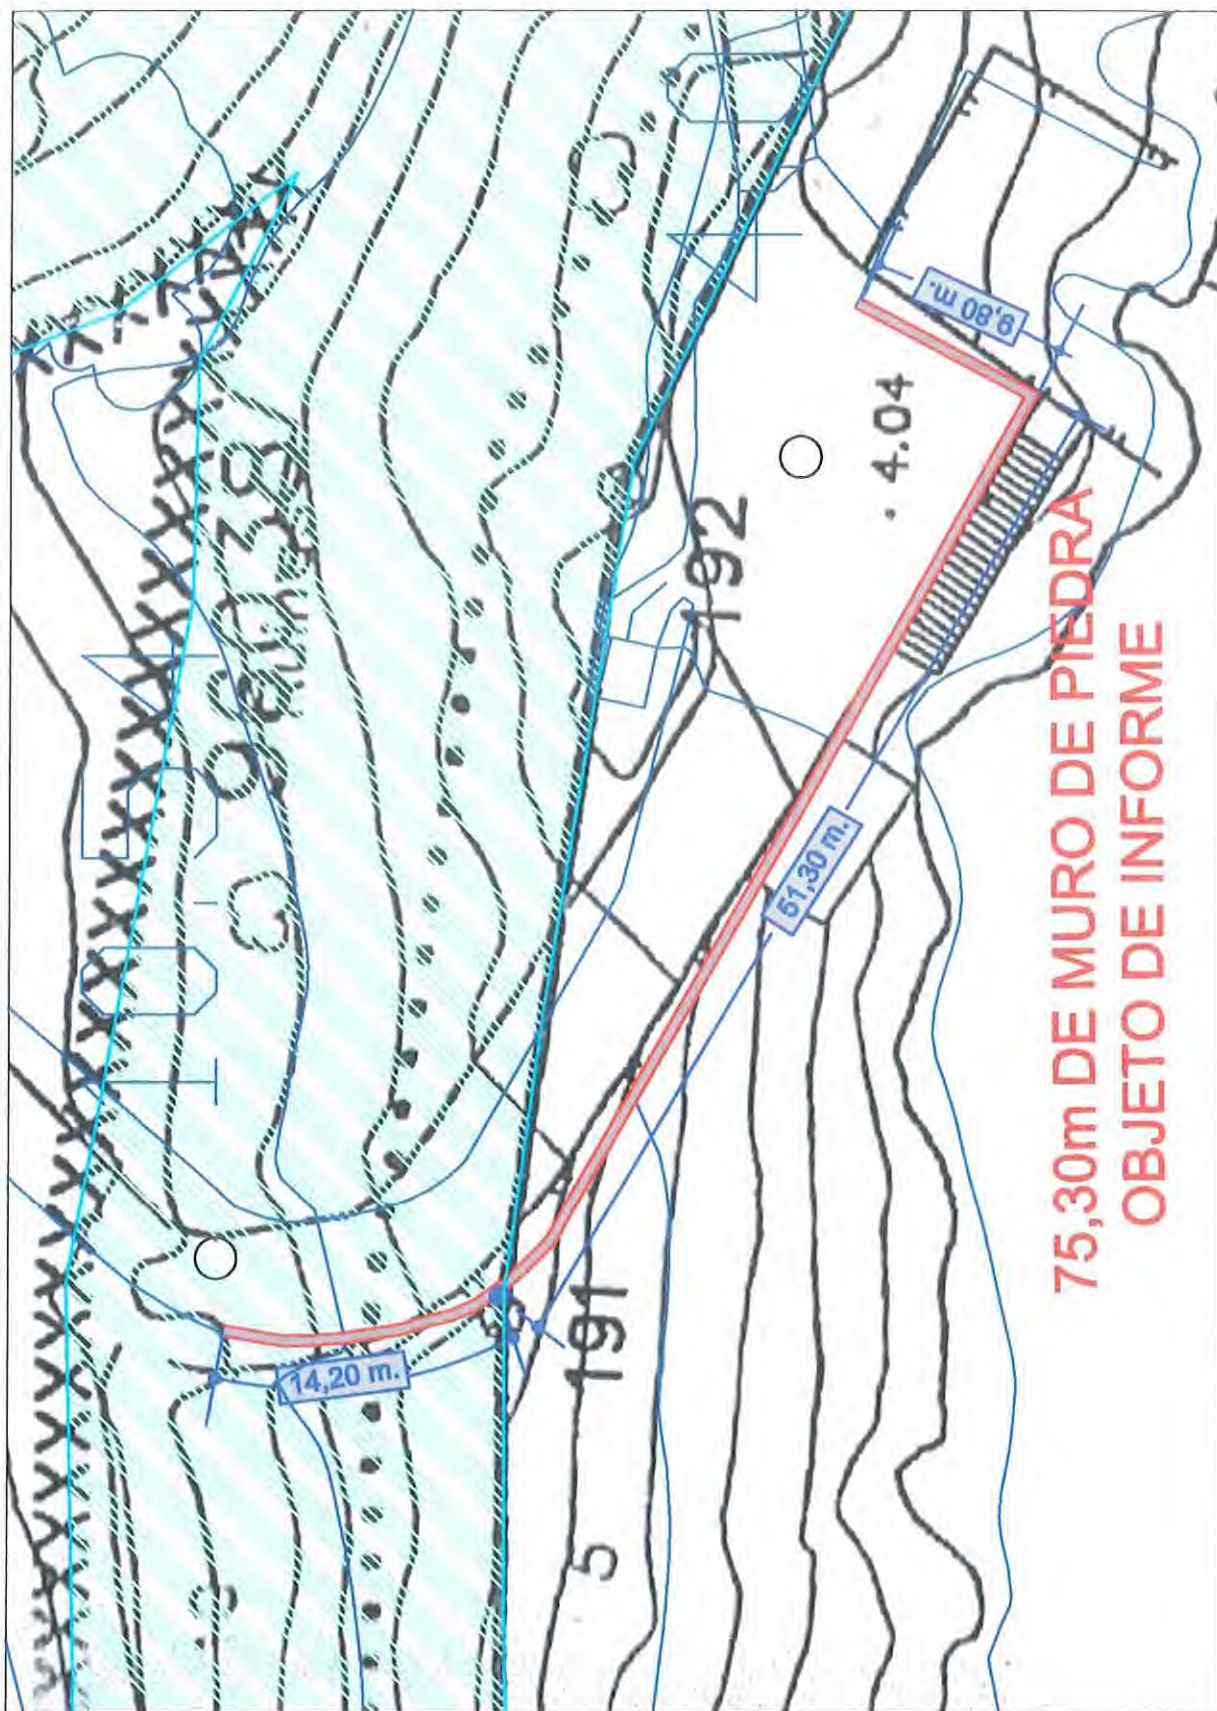 75,30m DE MURO DE PIEDRA
OBJETO DE INFORME
14,20 m.
51,30 m.
9,80 m.
191
192
. 4.04
5